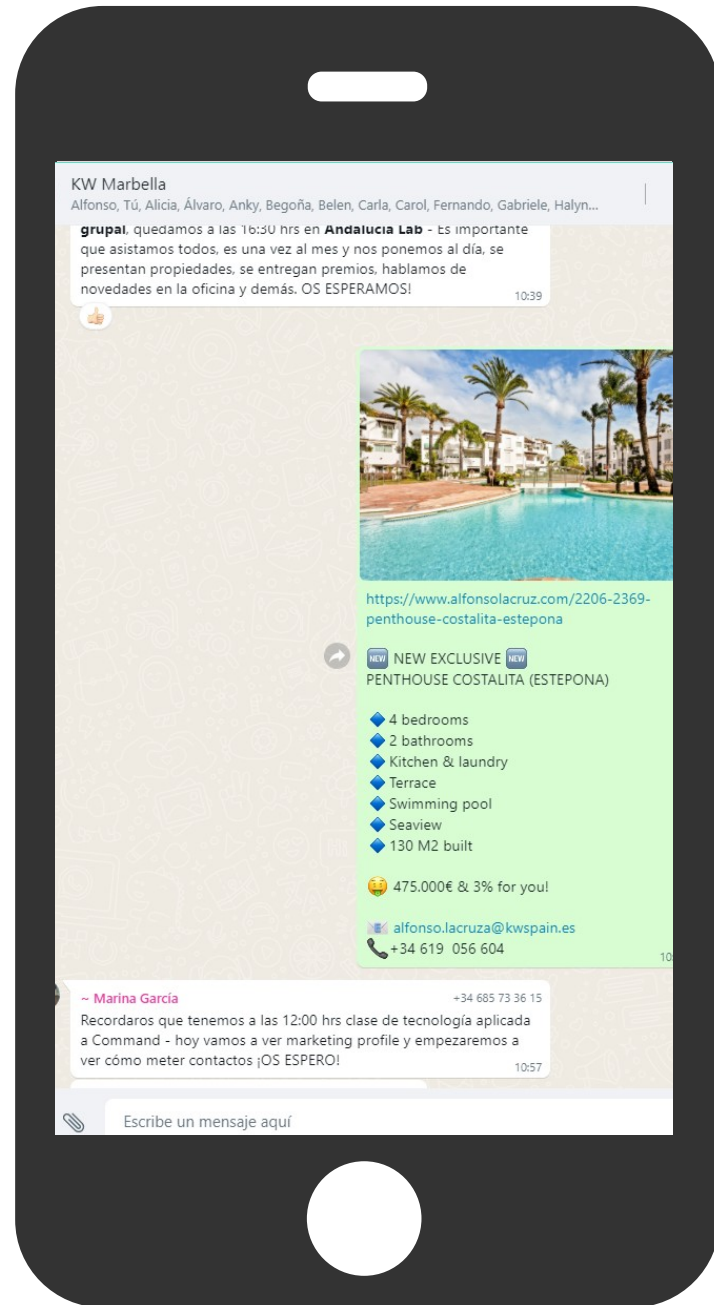 KW Marbella
Alfonso, Tú, Alicia, Álvaro, Anky, Begoña, Belen, Carla, Carol, Fernando, Gabriele, Halyn...
grupal, quedamos a las 16:30 hrs en Andalucía Lab - Es importante
que asistamos todos, es una vez al mes y nos ponemos al día, se
presentan propiedades, se entregan premios, hablamos de
novedades en la oficina y demás. OS ESPERAMOS!
10:39
https://www.alfonsolacruz.com/2206-2369-
penthouse-costalita-estepona
🆕 NEW EXCLUSIVE 🆕
PENTHOUSE COSTALITA (ESTEPONA)
🔷 4 bedrooms
🔷 2 bathrooms
🔷 Kitchen & laundry
🔷 Terrace
🔷 Swimming pool
🔷 Seaview
🔷 130 M2 built
🤑 475.000€ & 3% for you!
📧 alfonso.lacruza@kwspain.es
📞+34 619 056 604
10:
~ Marina García +34 685 73 36 15
Recordaros que tenemos a las 12:00 hrs clase de tecnología aplicada
a Command - hoy vamos a ver marketing profile y empezaremos a
ver cómo meter contactos ¡OS ESPERO!
10:57
Escribe un mensaje aquí